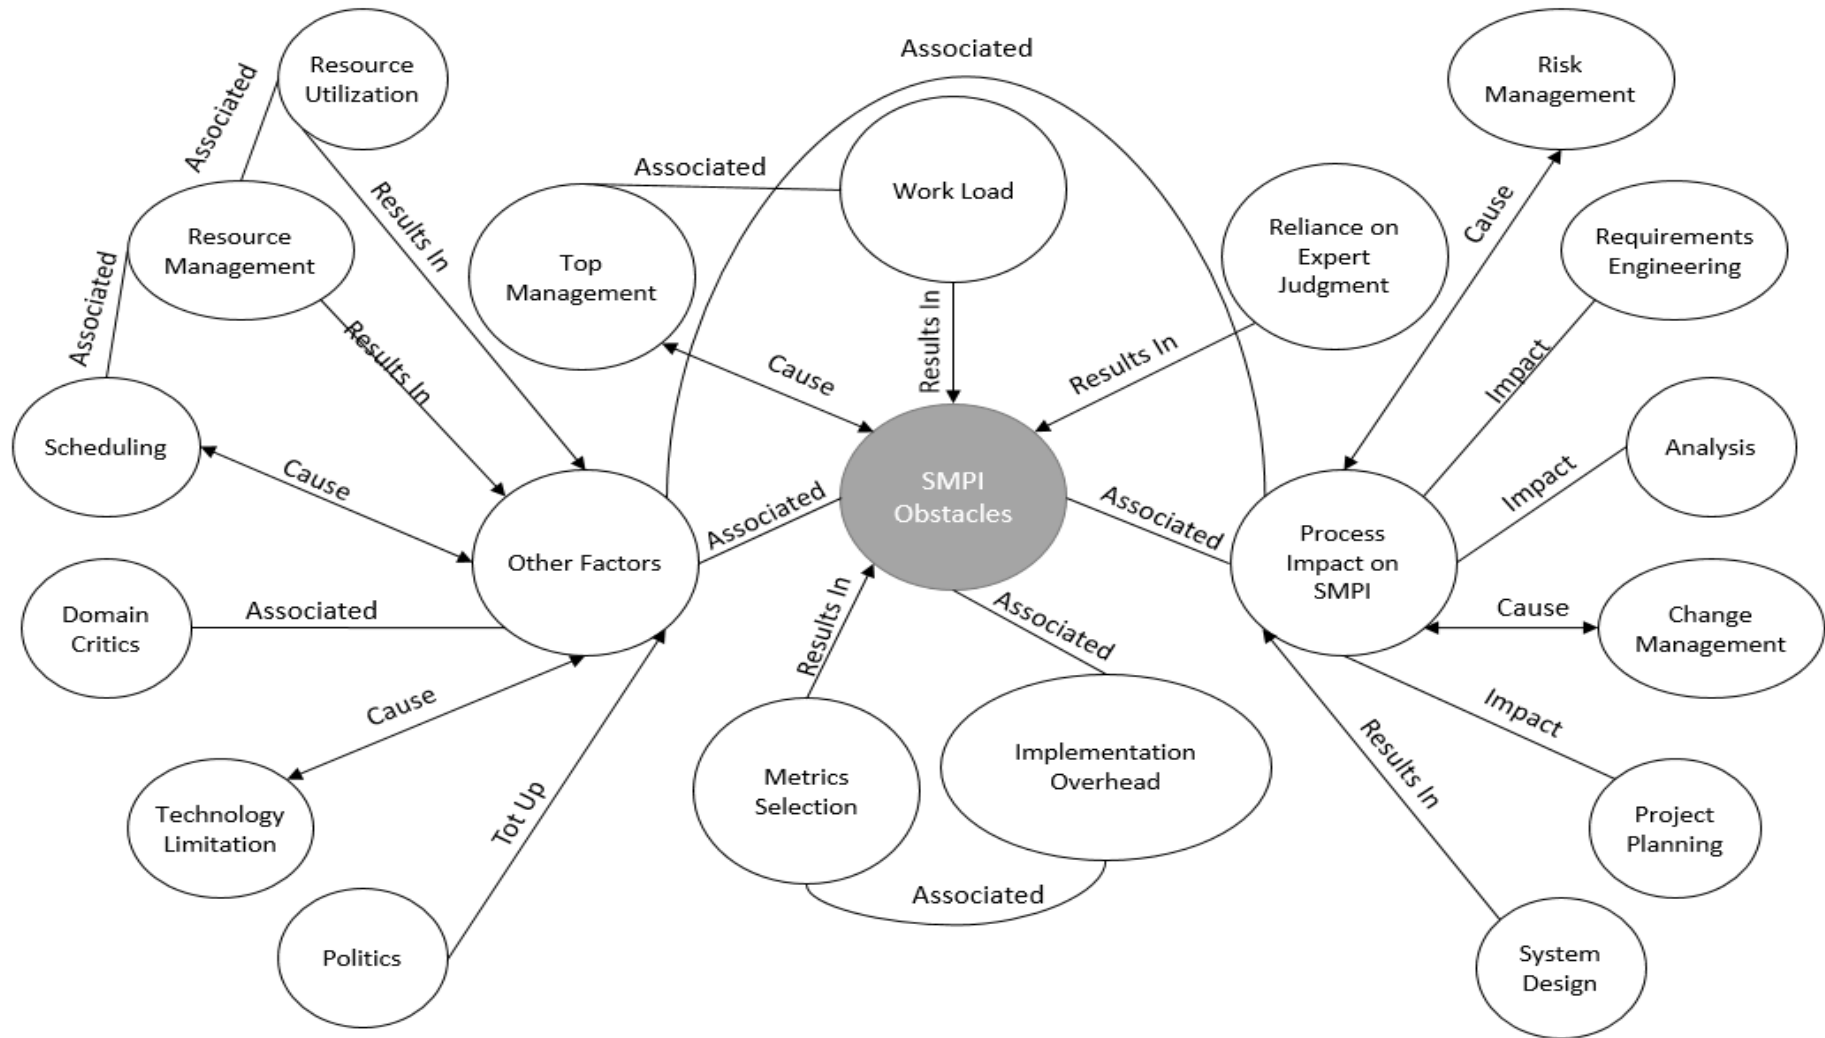 Associated
Resource
Utilization
Associated
Risk
Management
Associated
Work Load
Results In
Resource
Management
Top
Management
Reliance on
Expert
Judgment
Cause
Requirements
Engineering
Associated
Results In
Cause
Results In
Results In
Impact
Scheduling
Cause
SMPI
Obstacles
Impact
Analysis
Other Factors
Associated
Associated
Process
Impact on
SMPI
Domain
Critics
Associated
Results In
Associated
Cause
Change
Management
Cause
Impact
Technology
Limitation
Tot Up
Metrics
Selection
Implementation
Overhead
Results In
Project
Planning
Associated
Politics
System
Design